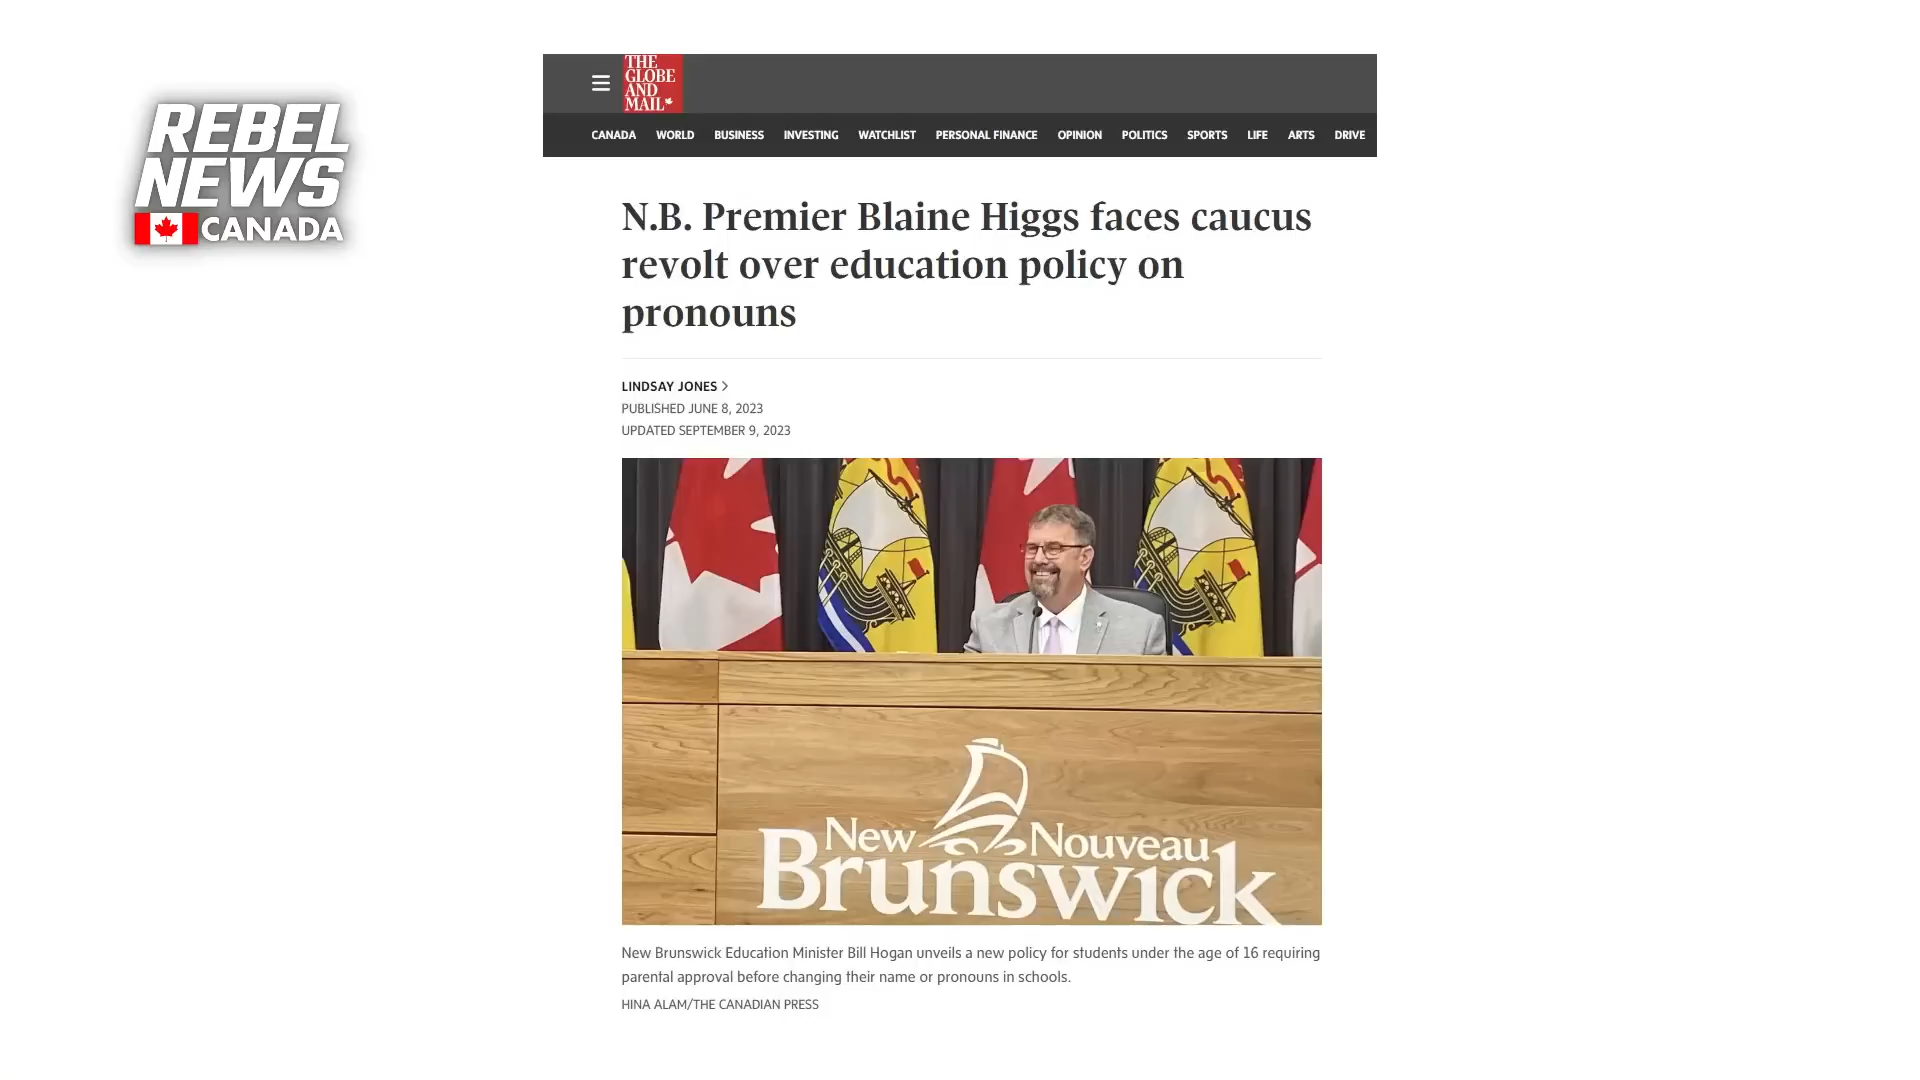 REBEL
NEWS
CANADA
THE
GLOBE
AND
MAIL
CANADA WORLD BUSINESS INVESTING WATCHLIST PERSONAL FINANCE OPINION POLITICS SPORTS LIFE ARTS DRIVE
N.B. Premier Blaine Higgs faces caucus
revolt over education policy on
pronouns
LINDSAY JONES >
PUBLISHED JUNE 8, 2023
UPDATED SEPTEMBER 9, 2023
New Nouveau
Brunswick
New Brunswick Education Minister Bill Hogan unveils a new policy for students under the age of 16 requiring
parental approval before changing their name or pronouns in schools.
HINA ALAM/THE CANADIAN PRESS